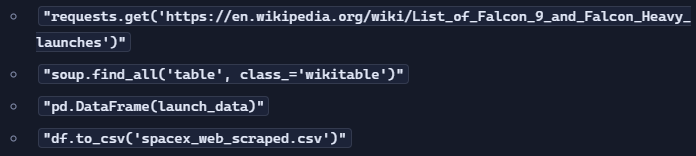 "requests.get('https://en.wikipedia.org/wiki/List_of_Falcon_9_and_Falcon_Heavy_
launches')"
"soup.find_all('table', class_='wikitable')"
"pd.DataFrame(launch_data)"
"df.to_csv('spacex_web_scraped.csv')"